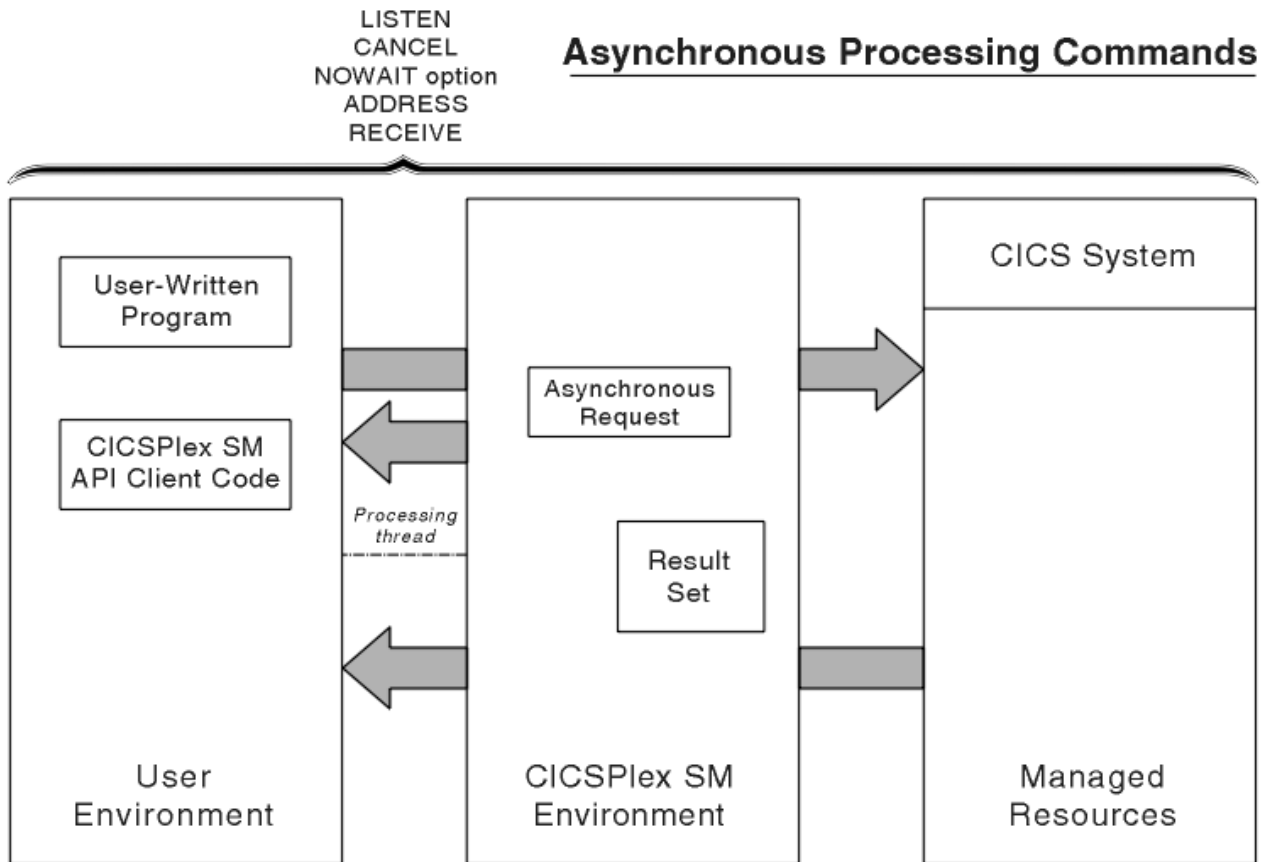 LISTEN
CANCEL
NOWAIT option
ADDRESS
RECEIVE
Asynchronous Processing Commands
User-Written
Program
CICSPlex SM
API Client Code
Processing
thread
User
Environment
Asynchronous
Request
Result
Set
CICSPlex SM
Environment
CICS System
Managed
Resources